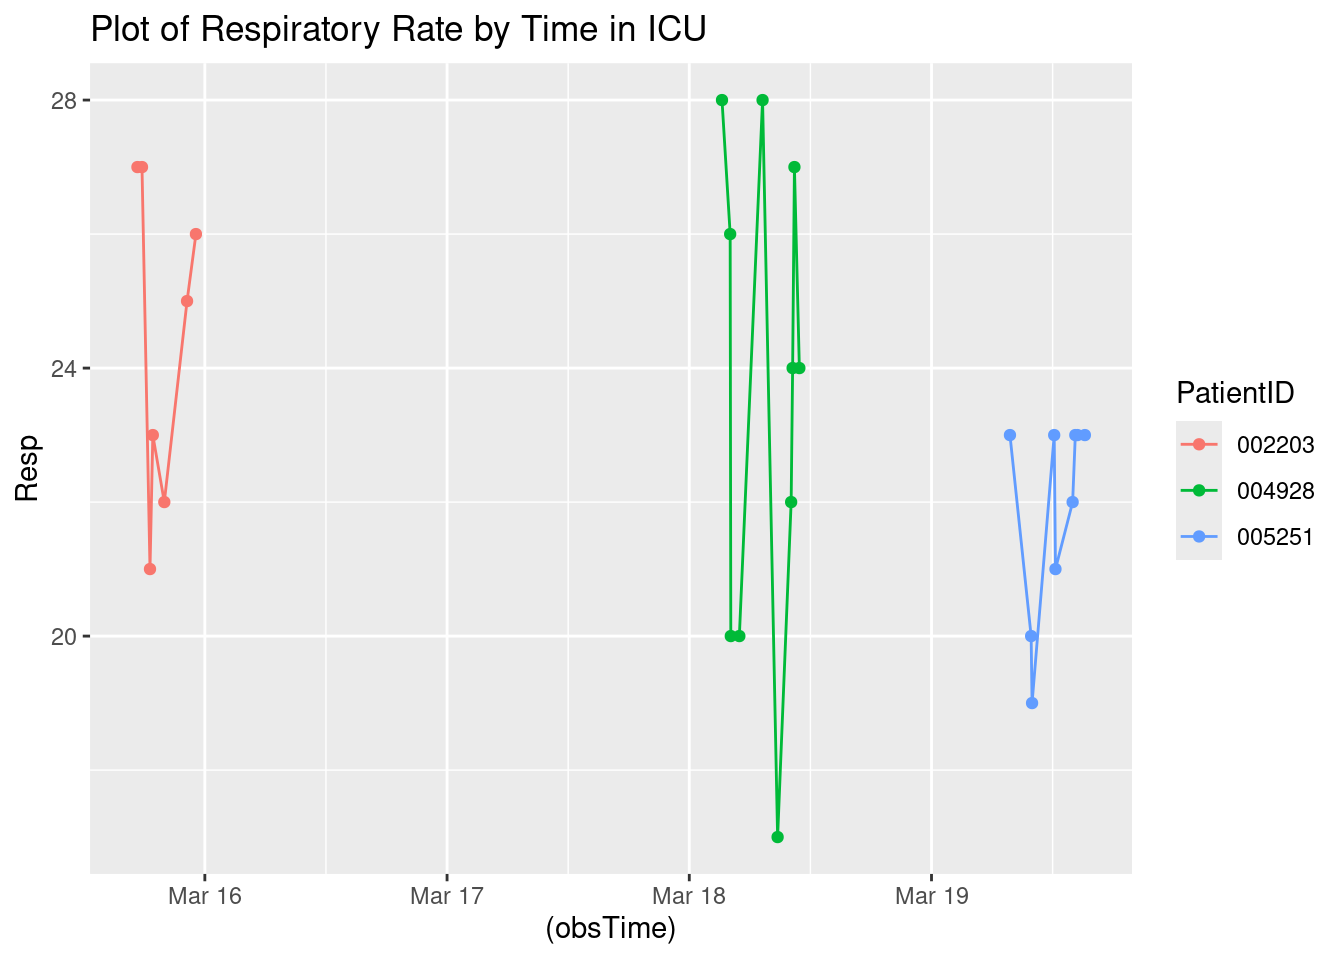 Plot of Respiratory Rate by Time in ICU
28
24
20
Resp
Mar 16
Mar 17
Mar 18
Mar 19
(obsTime)
PatientID
002203
004928
005251